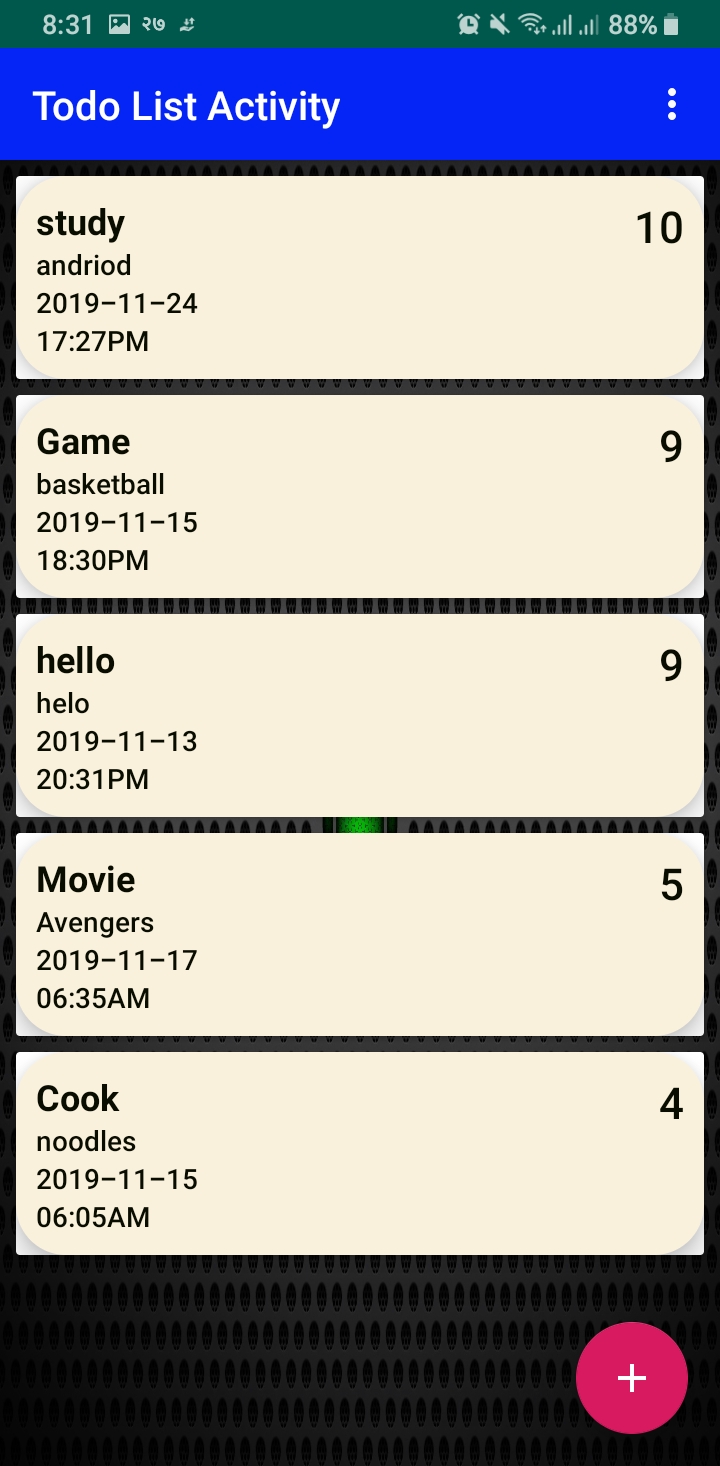 8:31 २७ 88%
Todo List Activity
study 10
andriod
2019-11-24
17:27PM
Game 9
basketball
2019-11-15
18:30PM
hello 9
helo
2019-11-13
20:31PM
Movie 5
Avengers
2019-11-17
06:35AM
Cook 4
noodles
2019-11-15
06:05AM
+